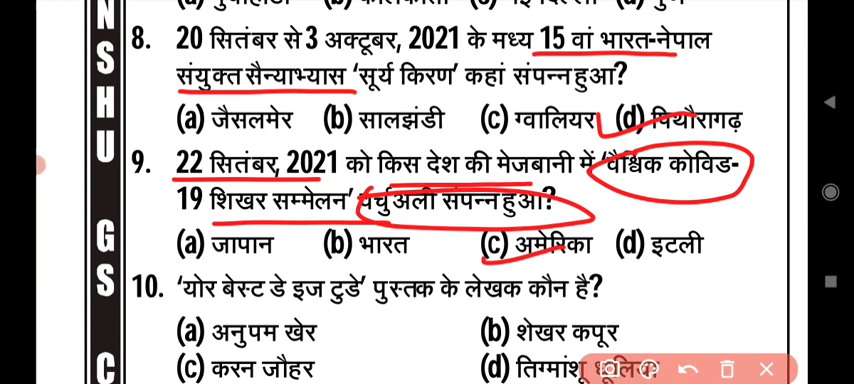 8. 20 सितंबर से 3 अक्टूबर, 2021 के मध्य 15 वां भारत-नेपाल
संयुक्त सैन्याभ्यास ‘सूर्य किरण’ कहां संपन्न हुआ?
(a) जैसलमेर (b) सालझंडी (c) ग्वालियर (d) पिथौरागढ़
9. 22 सितंबर, 2021 को किस देश की मेजबानी में ‘वैश्विक कोविड-
19 शिखर सम्मेलन’ वर्चुअली संपन्न हुआ?
(a) जापान (b) भारत (c) अमेरिका (d) इटली
10. ‘योर बेस्ट डे इज टुडे’ पुस्तक के लेखक कौन है?
(a) अनुपम खेर (b) शेखर कपूर
(c) करन जौहर (d) तिग्मांशू धूलिया
N
S
H
U
G
S
C